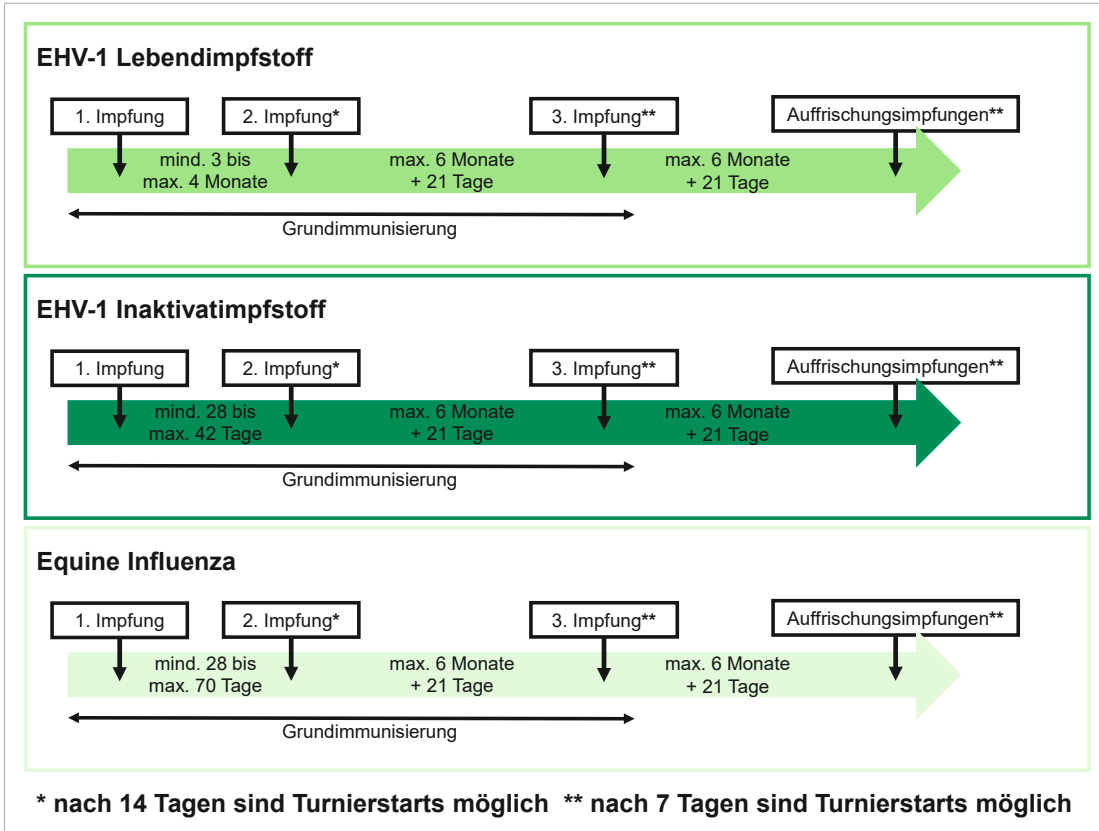 EHV-1 Lebendimpfstoff
1. Impfung
2. Impfung*
3. Impfung**
Auffrischungsimpfungen**
mind. 3 bis
max. 4 Monate
max. 6 Monate
+ 21 Tage
max. 6 Monate
+ 21 Tage
Grundimmunisierung
EHV-1 Inaktivatimpfstoff
1. Impfung
2. Impfung*
3. Impfung**
Auffrischungsimpfungen**
mind. 28 bis
max. 42 Tage
max. 6 Monate
+ 21 Tage
max. 6 Monate
+ 21 Tage
Grundimmunisierung
Equine Influenza
1. Impfung
2. Impfung*
3. Impfung**
Auffrischungsimpfungen**
mind. 28 bis
max. 70 Tage
max. 6 Monate
+ 21 Tage
max. 6 Monate
+ 21 Tage
Grundimmunisierung
* nach 14 Tagen sind Turnierstarts möglich ** nach 7 Tagen sind Turnierstarts möglich